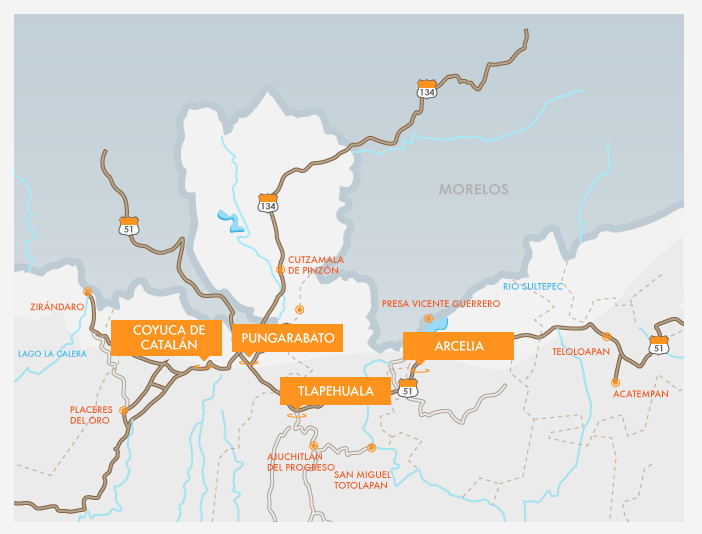 134
MORELOS
134
51
CUTZAMALA
DE PINZÓN
RIO SULTEPEC
ZIRÁNDARO
PRESA VICENTE GUERRERO
COYUCA DE
CATALÁN
PUNGARABATO
ARCELIA
51
TELOLOAPAN
LAGO LA CALERA
TLAPEHUALA
51
ACATEMPAN
PLACERES
DEL ORO
AJUCHITLÁN
DEL PROGRESO
SAN MIGUEL
TOTOLAPAN